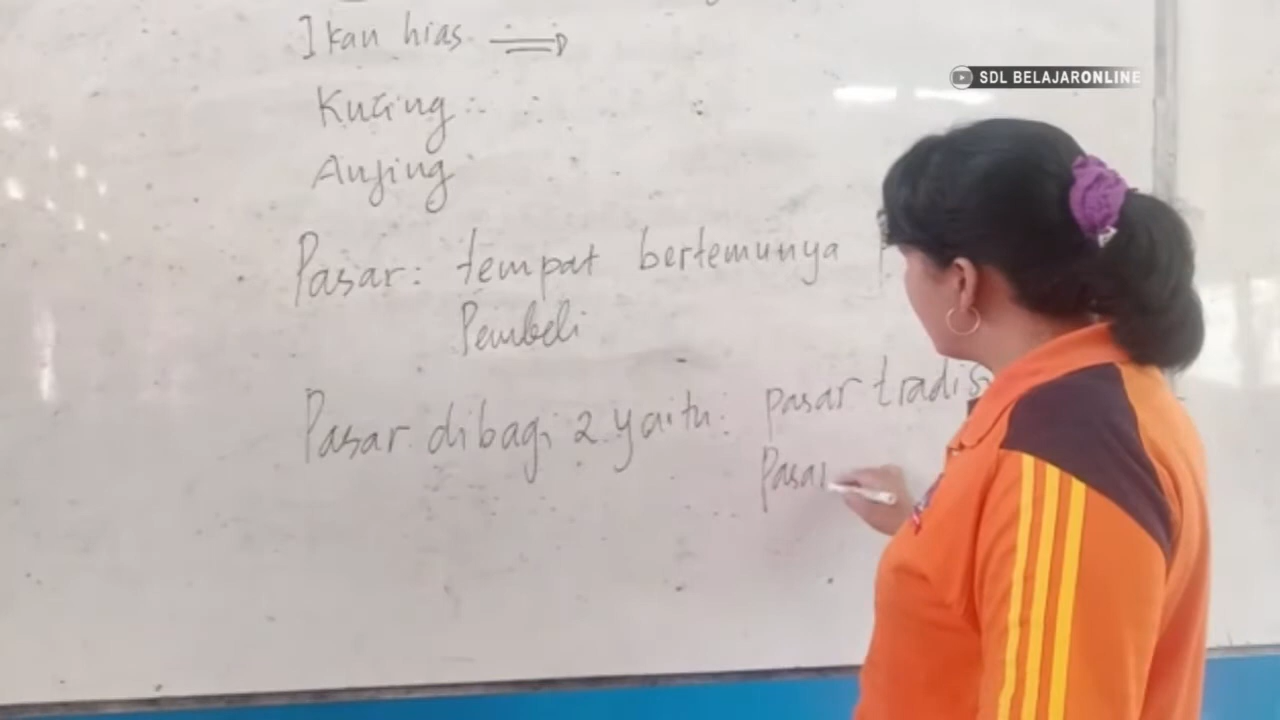 Ikan hias
SDL BELAJARONLINE
Kucing
Anjing
Pasar: tempat bertemunya
Pembeli
Pasar dibagi 2 yaitu: pasar tradis
Pasar